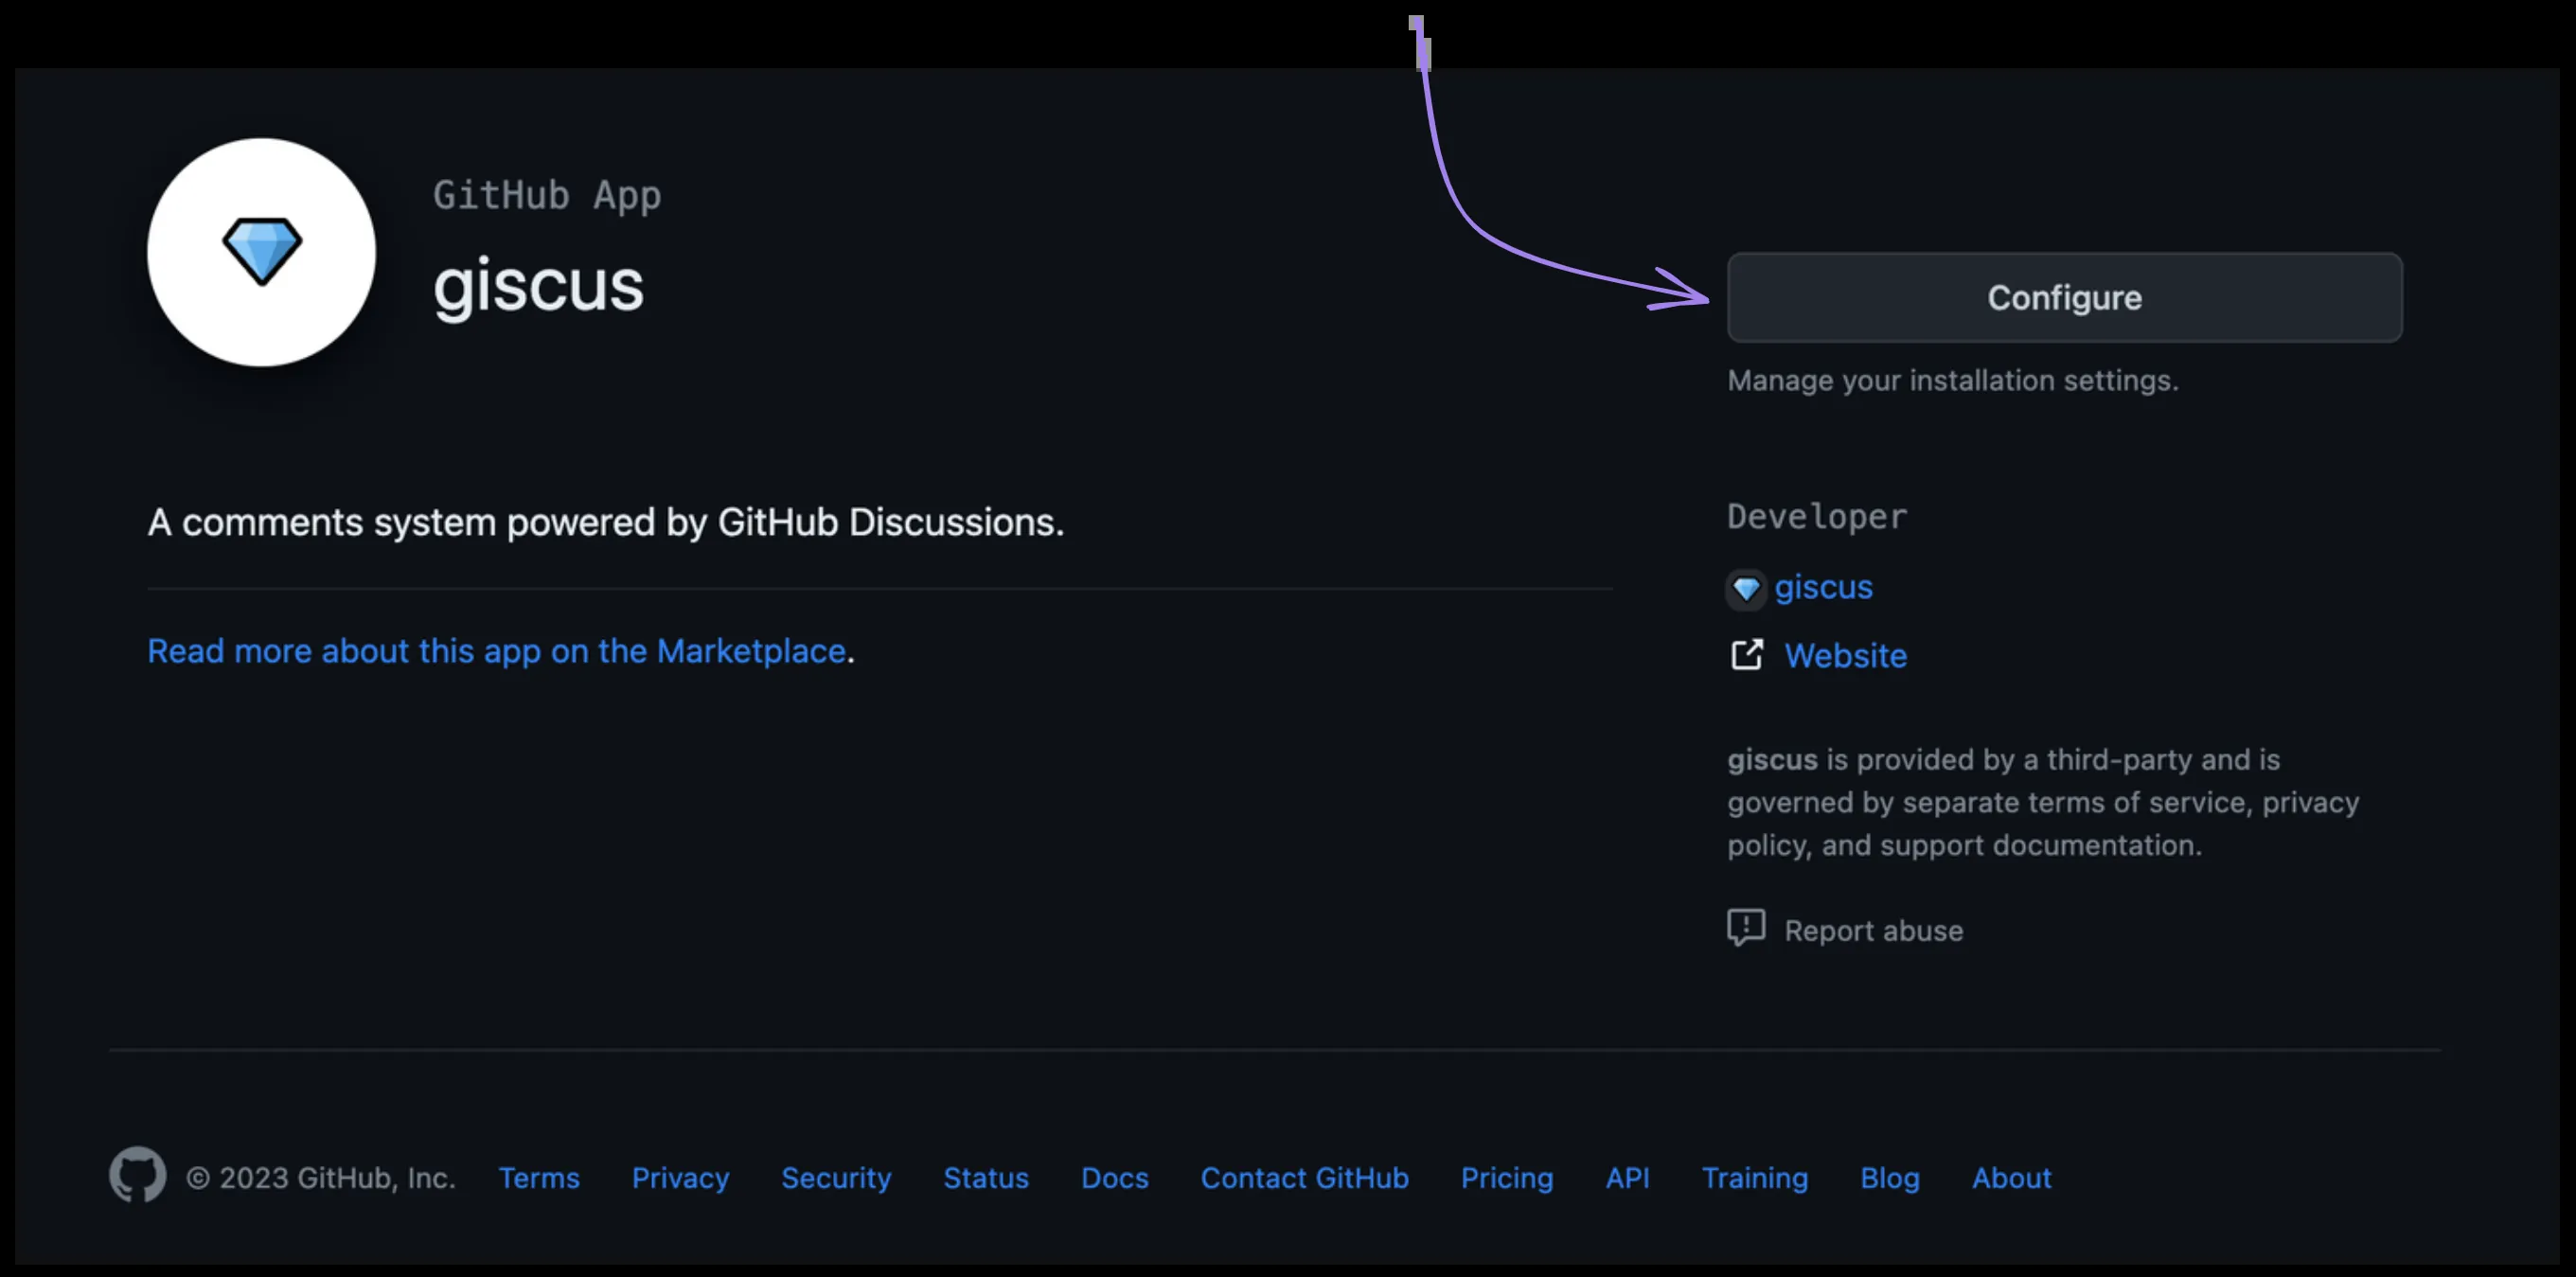 GitHub App
giscus
Configure
Manage your installation settings.
A comments system powered by GitHub Discussions.
Read more about this app on the Marketplace.
Developer
giscus
Website
giscus is provided by a third-party and is
governed by separate terms of service, privacy
policy, and support documentation.
Report abuse
© 2023 GitHub, Inc. Terms Privacy Security Status Docs Contact GitHub Pricing API Training Blog About